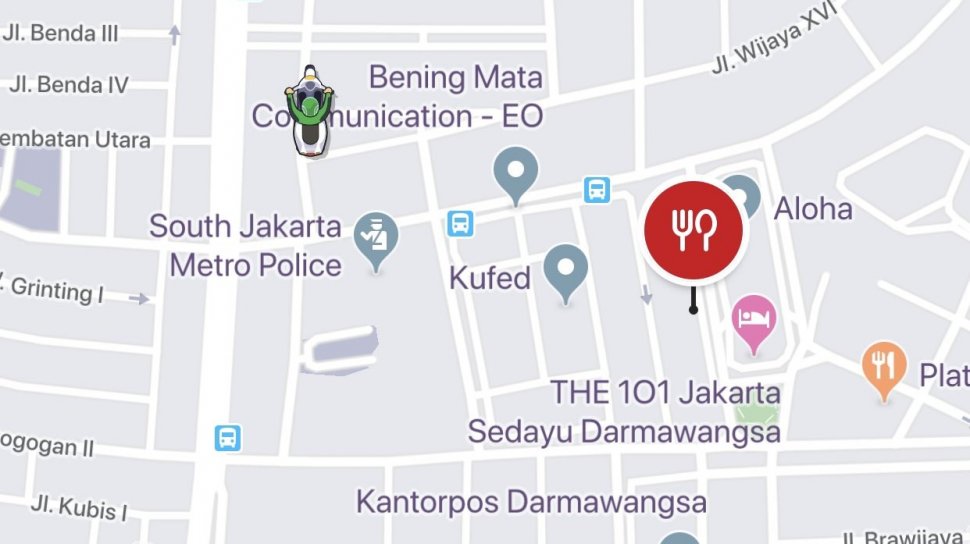 Jl. Benda III
Jl. Wijaya XVI
Jl. Benda IV
Bening Mata
Communication - EO
embatan Utara
Aloha
South Jakarta
Metro Police
Kufed
Grinting I
THE 1O1 Jakarta
Sedayu Darmawangsa
Plat
ogogan II
Kantorpos Darmawangsa
Jl. Kubis I
Jl. Brawijaya